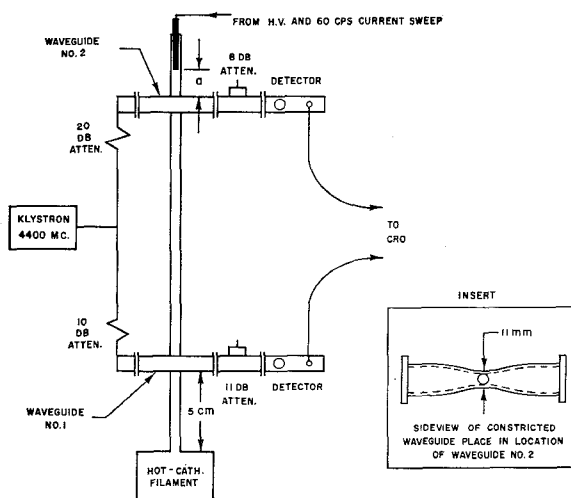 FROM H.V. AND 60 CPS CURRENT SWEEP
WAVEGUIDE
NO. 2
a
6 DB
ATTEN.
DETECTOR
20
DB
ATTEN.
KLYSTRON
4400 MC.
TO
CRO
10
DB
ATTEN.
WAVEGUIDE
NO. 1
5 cm
11 DB
ATTEN.
DETECTOR
HOT-CATH.
FILAMENT
INSERT
11 mm
SIDEVIEW OF CONSTRICTED
WAVEGUIDE PLACE IN LOCATION
OF WAVEGUIDE NO. 2